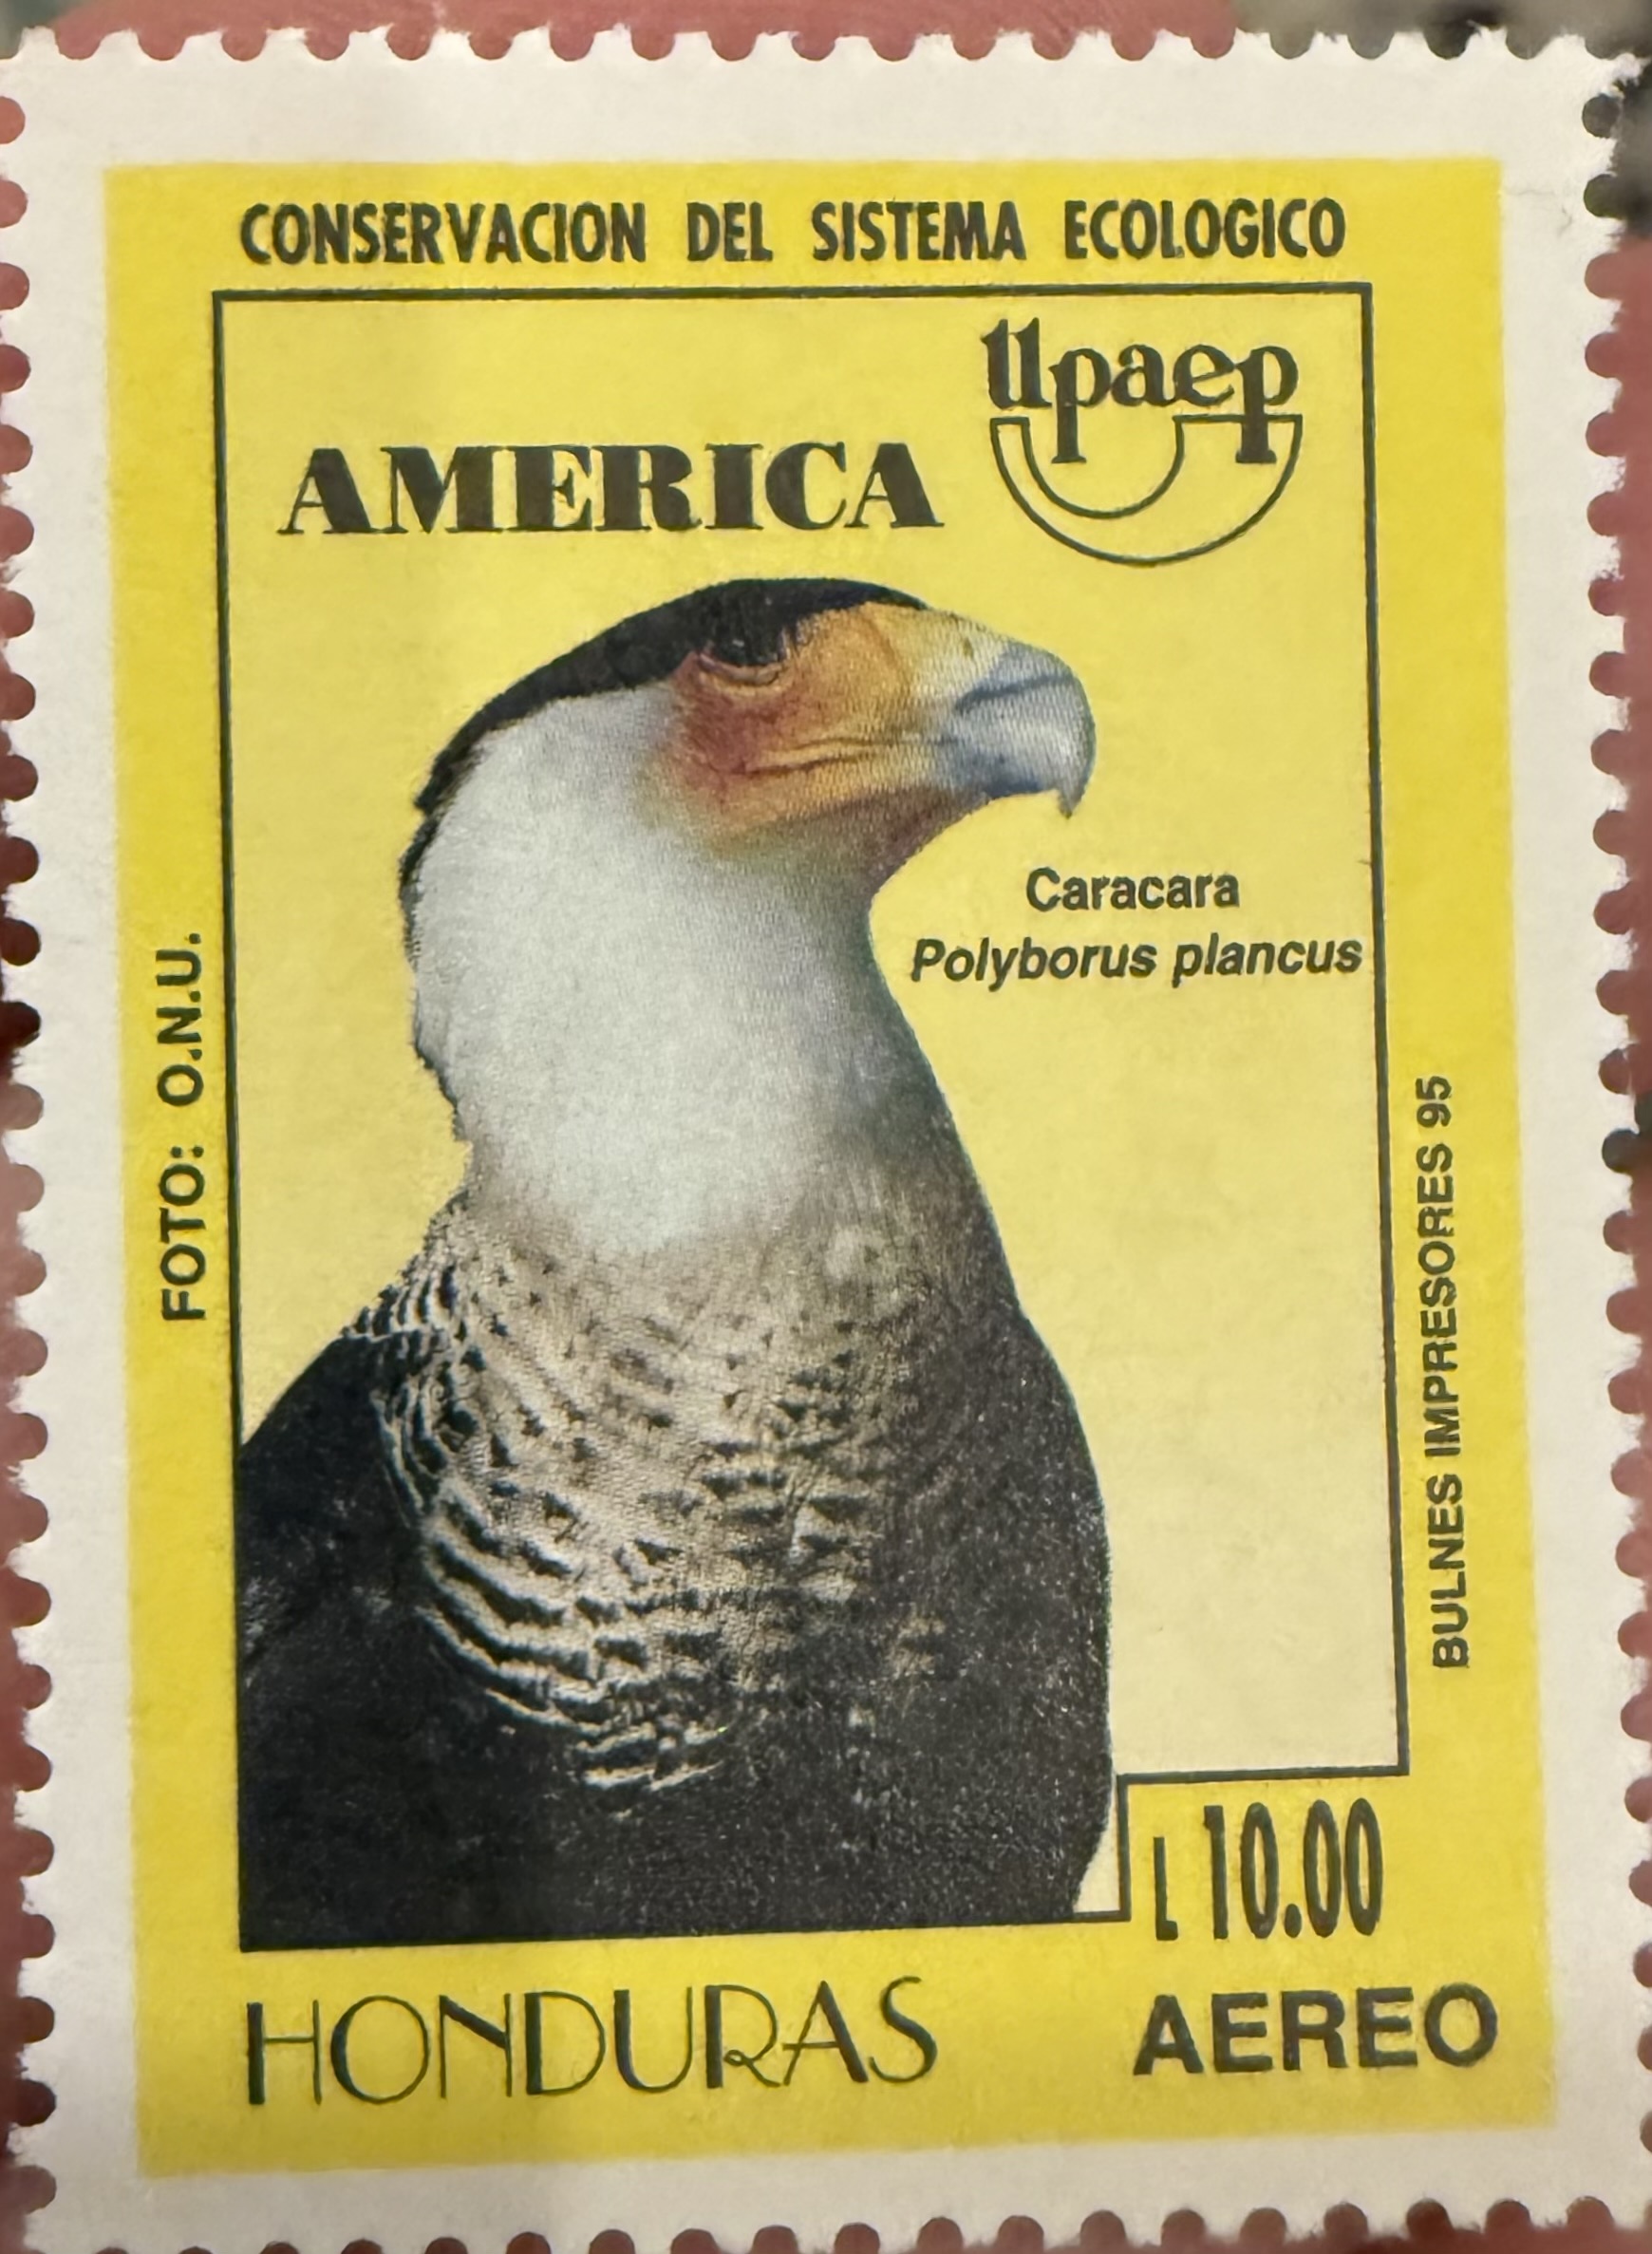 CONSERVACION DEL SISTEMA ECOLOGICO
upaep
AMERICA
Caracara
Polyborus plancus
FOTO: O.N.U.
BULNES IMPRESORES 95
L 10.00
HONDURAS AEREO